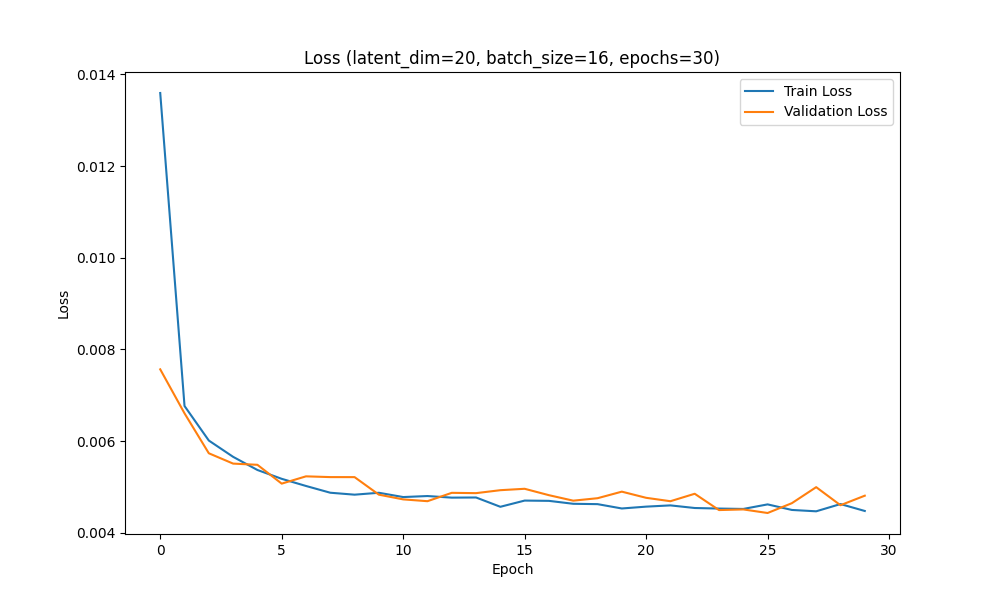 Loss (latent_dim=20, batch_size=16, epochs=30)
Train Loss
Validation Loss
0.014
0.012
0.010
0.008
0.006
0.004
Loss
0 5 10 15 20 25 30
Epoch